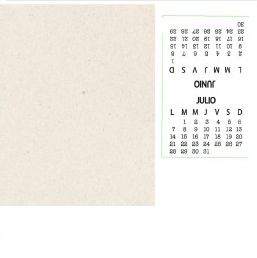 JUNIO
L M M J V S D
1
2 3 4 5 6 7 8
9 10 11 12 13 14 15
16 17 18 19 20 21 22
23 24 25 26 27 28 29
30
JULIO
L M M J V S D
1 2 3 4 5 6
7 8 9 10 11 12 13
14 15 16 17 18 19 20
21 22 23 24 25 26 27
28 29 30 31